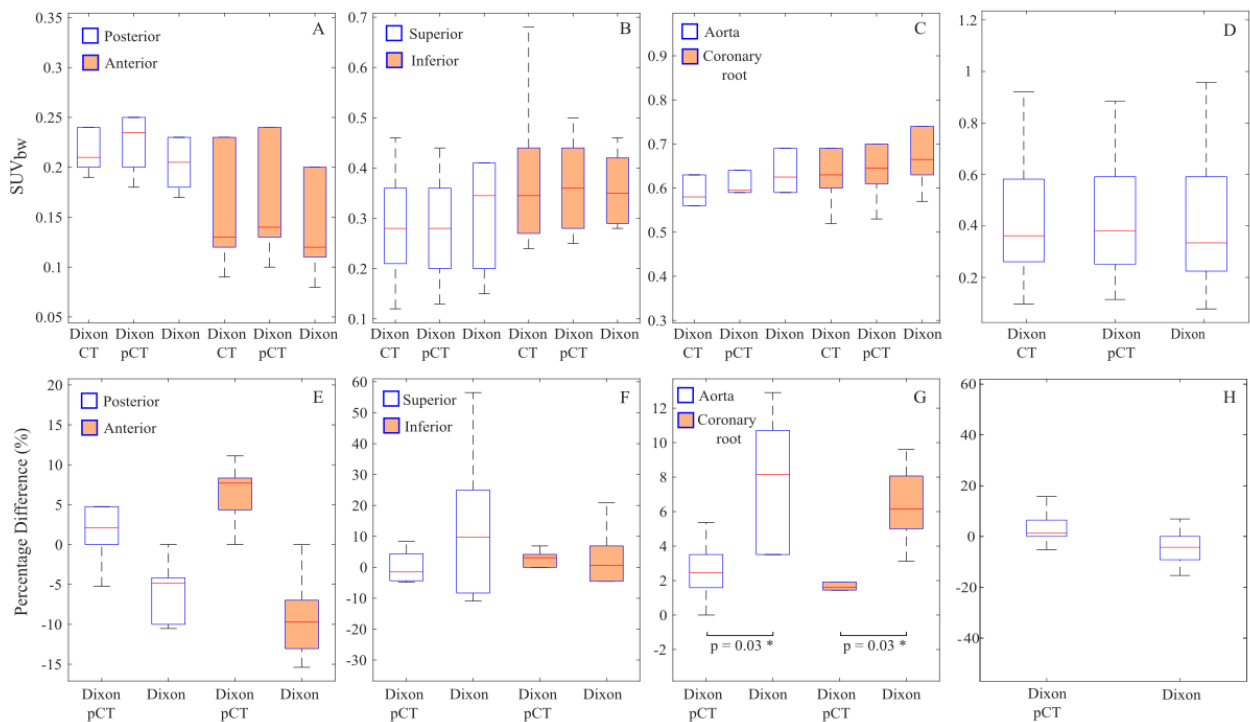 A
Posterior
Anterior
0.35
0.3
0.25
0.2
0.15
0.1
0.05
SUVbw
Dixon CT
Dixon pCT
Dixon
Dixon CT
Dixon pCT
Dixon
B
Superior
Inferior
0.7
0.6
0.5
0.4
0.3
0.2
0.1
Dixon CT
Dixon pCT
Dixon
Dixon CT
Dixon pCT
Dixon
C
Aorta
Coronary
root
0.9
0.8
0.7
0.6
0.5
0.4
0.3
Dixon CT
Dixon pCT
Dixon
Dixon CT
Dixon pCT
Dixon
D
1.2
1
0.8
0.6
0.4
0.2
Dixon CT
Dixon pCT
Dixon
E
Posterior
Anterior
20
15
10
5
0
-5
-10
-15
Percentage Difference (%)
Dixon pCT
Dixon
Dixon pCT
Dixon
F
Superior
Inferior
60
50
40
30
20
10
0
-10
-20
-30
Dixon pCT
Dixon
Dixon pCT
Dixon
G
Aorta
Coronary
root
12
10
8
6
4
2
0
-2
p = 0.03 *
p = 0.03 *
Dixon pCT
Dixon
Dixon pCT
Dixon
H
60
40
20
0
-20
-40
Dixon pCT
Dixon